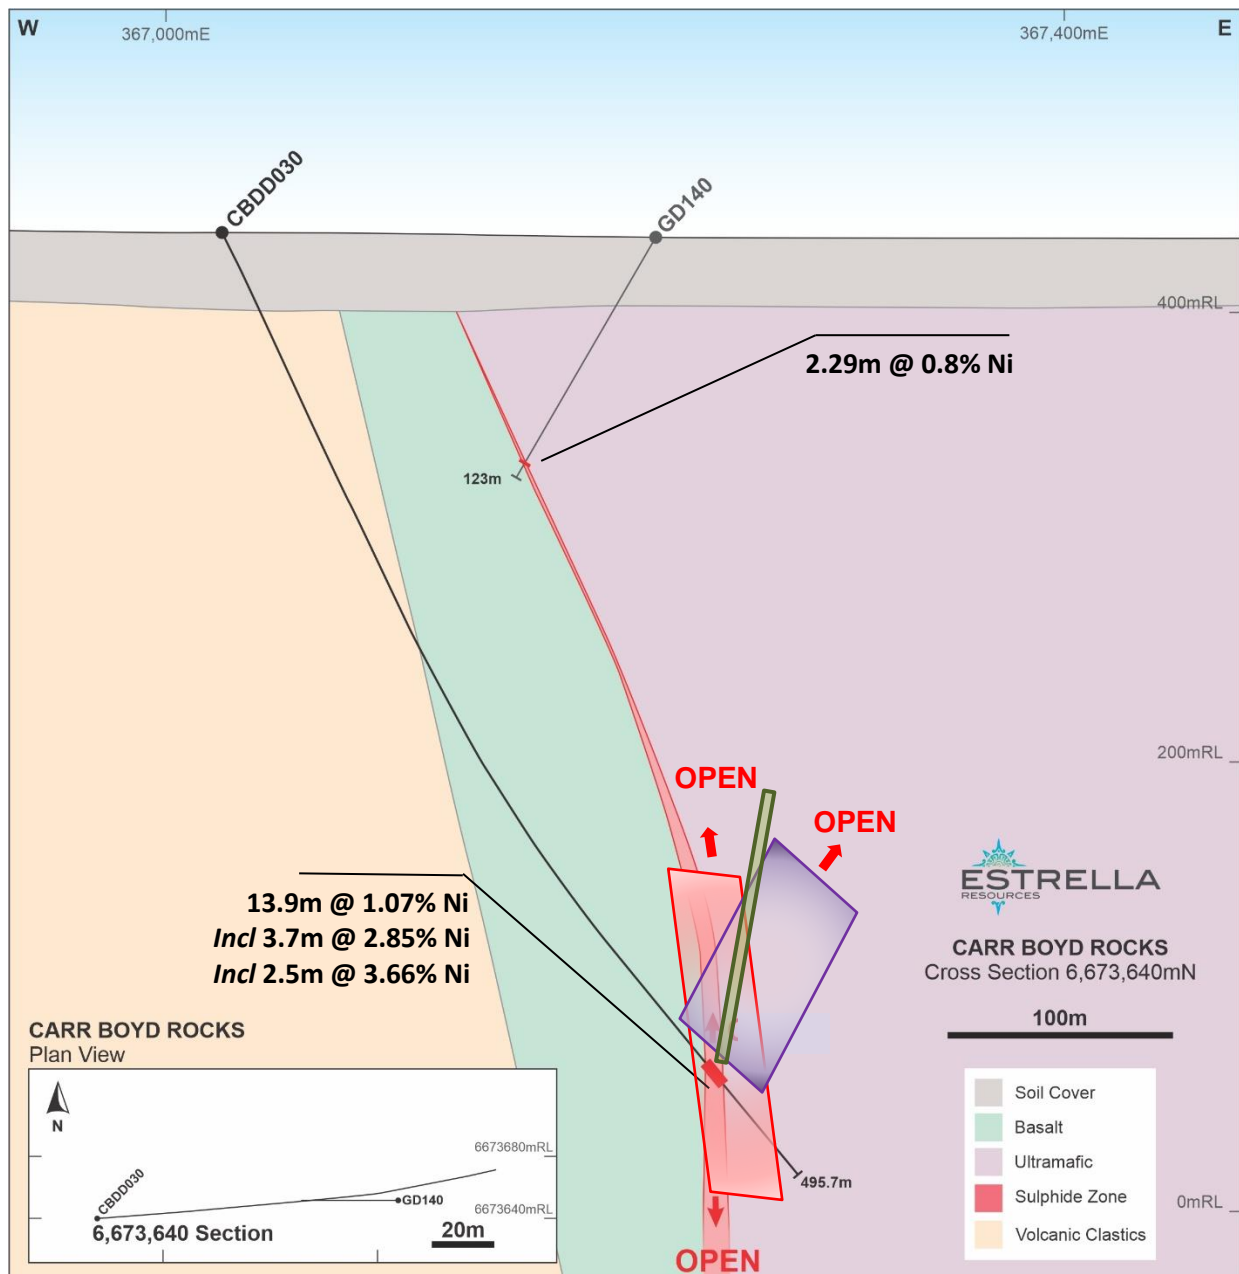 W
367,000mE
367,400mE
E
CBDD030
GD140
400mRL
2.29m @ 0.8% Ni
123m
200mRL
OPEN
OPEN
ESTRELLA
RESOURCES
13.9m @ 1.07% Ni
Incl 3.7m @ 2.85% Ni
Incl 2.5m @ 3.66% Ni
CARR BOYD ROCKS
Cross Section 6,673,640mN
100m
CARR BOYD ROCKS
Plan View
N
6673680mRL
CBDD030
GD140
6673640mRL
6,673,640 Section
20m
495.7m
OPEN
Soil Cover
Basalt
Ultramafic
Sulphide Zone
Volcanic Clastics
0mRL